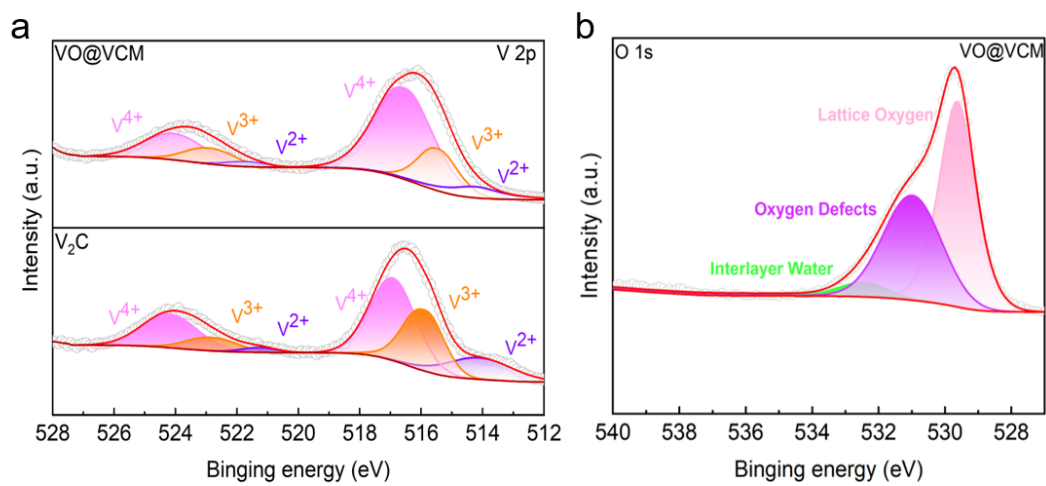 a
VO@VCM V 2p
V4+
V3+
V2+
V4+
V3+
V2+
V2C
V4+
V3+
V2+
V4+
V3+
V2+
Intensity (a.u.)
528 526 524 522 520 518 516 514 512
Binging energy (eV)
b
O 1s VO@VCM
Lattice Oxygen
Oxygen Defects
Interlayer Water
Intensity (a.u.)
540 538 536 534 532 530 528
Binging energy (eV)